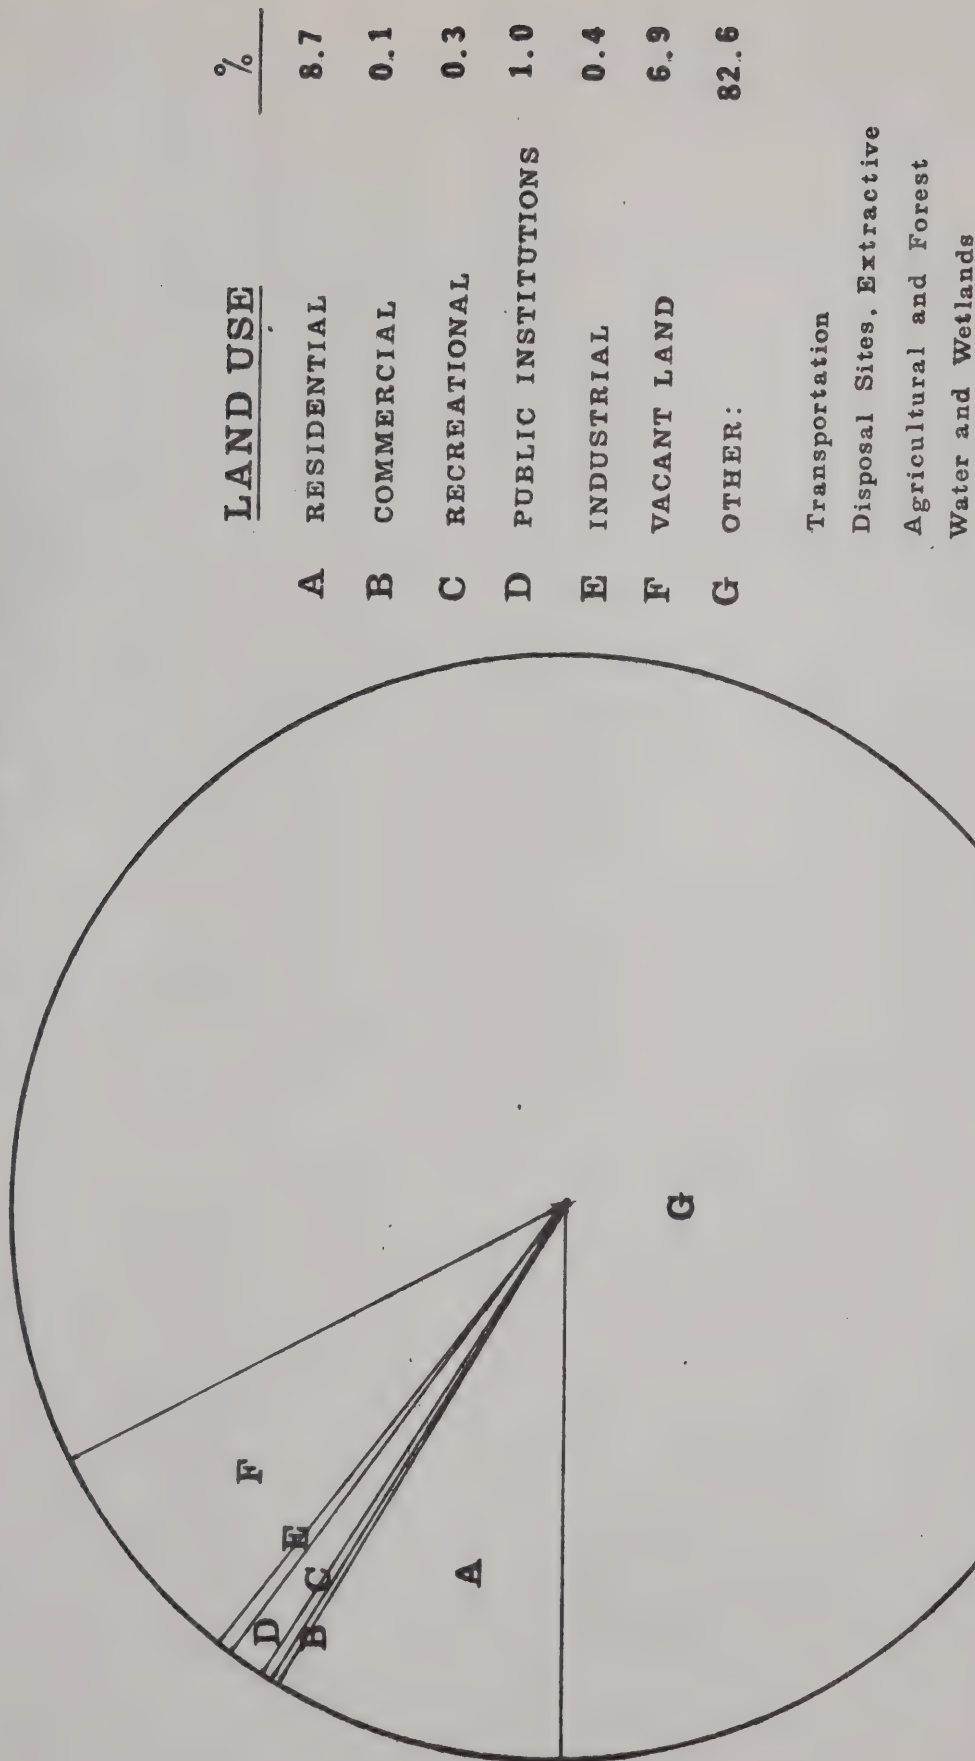 LAND USE %
A RESIDENTIAL 8.7
B COMMERCIAL 0.1
C RECREATIONAL 0.3
D PUBLIC INSTITUTIONS 1.0
E INDUSTRIAL 0.4
F VACANT LAND 6.9
G OTHER: 82.6
Transportation
Disposal Sites, Extractive
Agricultural and Forest
Water and Wetlands
F
E
D
C
B
A
G